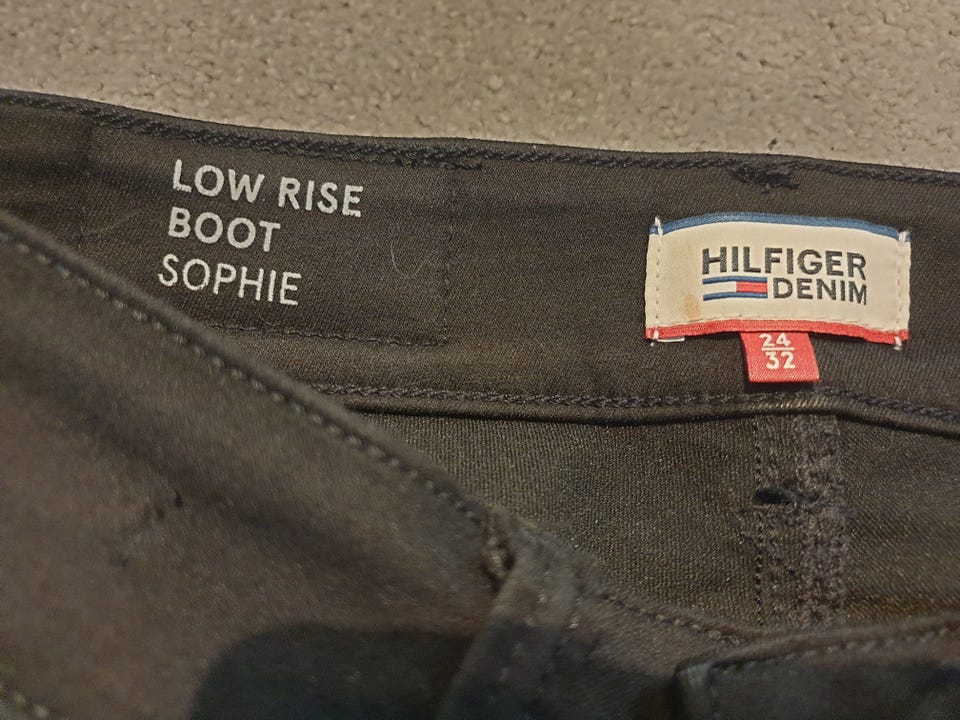 LOW RISE
BOOT
SOPHIE
HILFIGER
DENIM
24
32